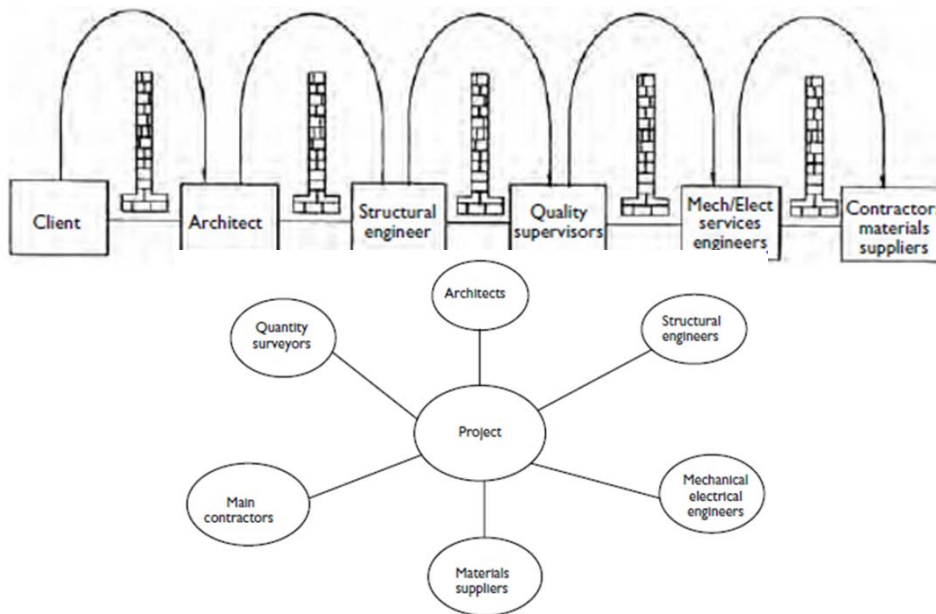 Client
Architect
Structural
engineer
Quality
supervisors
Mech/Elect
services
engineers
Contractors
materials
suppliers
Architects
Quantity
surveyors
Structural
engineers
Project
Main
contractors
Mechanical
electrical
engineers
Materials
suppliers